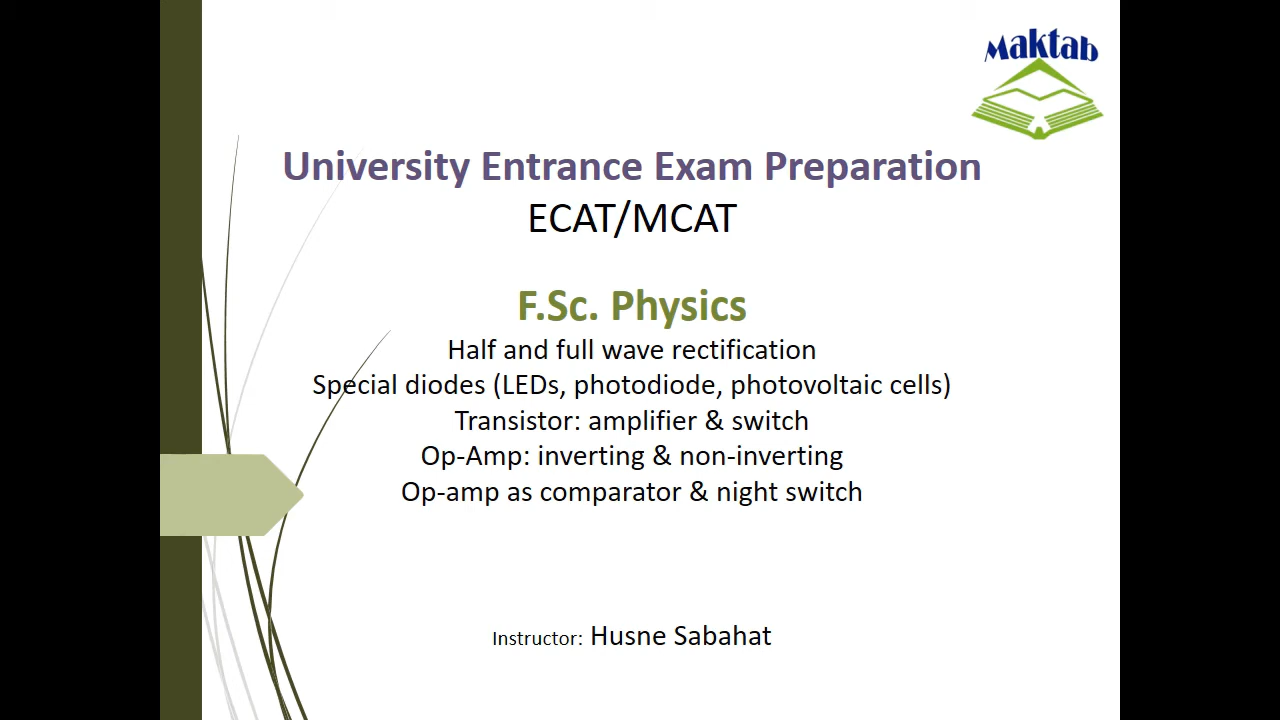 Maktab
University Entrance Exam Preparation
ECAT/MCAT
F.Sc. Physics
Half and full wave rectification
Special diodes (LEDs, photodiode, photovoltaic cells)
Transistor: amplifier & switch
Op-Amp: inverting & non-inverting
Op-amp as comparator & night switch
Instructor: Husne Sabahat